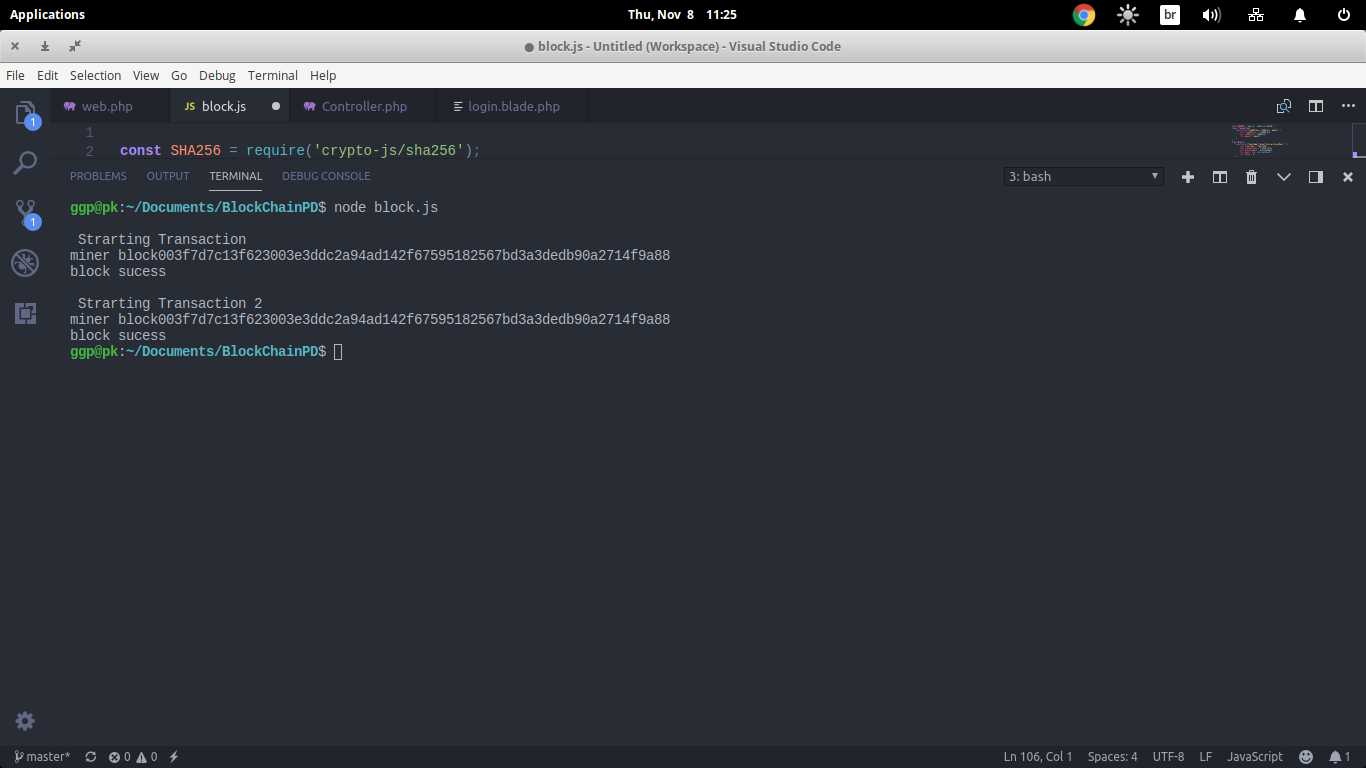 Applications
Thu, Nov 8 11:25
br
● block.js - Untitled (Workspace) - Visual Studio Code
File Edit Selection View Go Debug Terminal Help
web.php
JS block.js
Controller.php
login.blade.php
1
1
2 const SHA256 = require('crypto-js/sha256');
PROBLEMS OUTPUT TERMINAL DEBUG CONSOLE
3: bash
ggp@pk:~/Documents/BlockChainPD$ node block.js
Strarting Transaction
miner block003f7d7c13f623003e3ddc2a94ad142f67595182567bd3a3dedb90a2714f9a88
block sucess
Strarting Transaction 2
miner block003f7d7c13f623003e3ddc2a94ad142f67595182567bd3a3dedb90a2714f9a88
block sucess
ggp@pk:~/Documents/BlockChainPD$
1
master* 0 0
Ln 106, Col 1 Spaces: 4 UTF-8 LF JavaScript 1